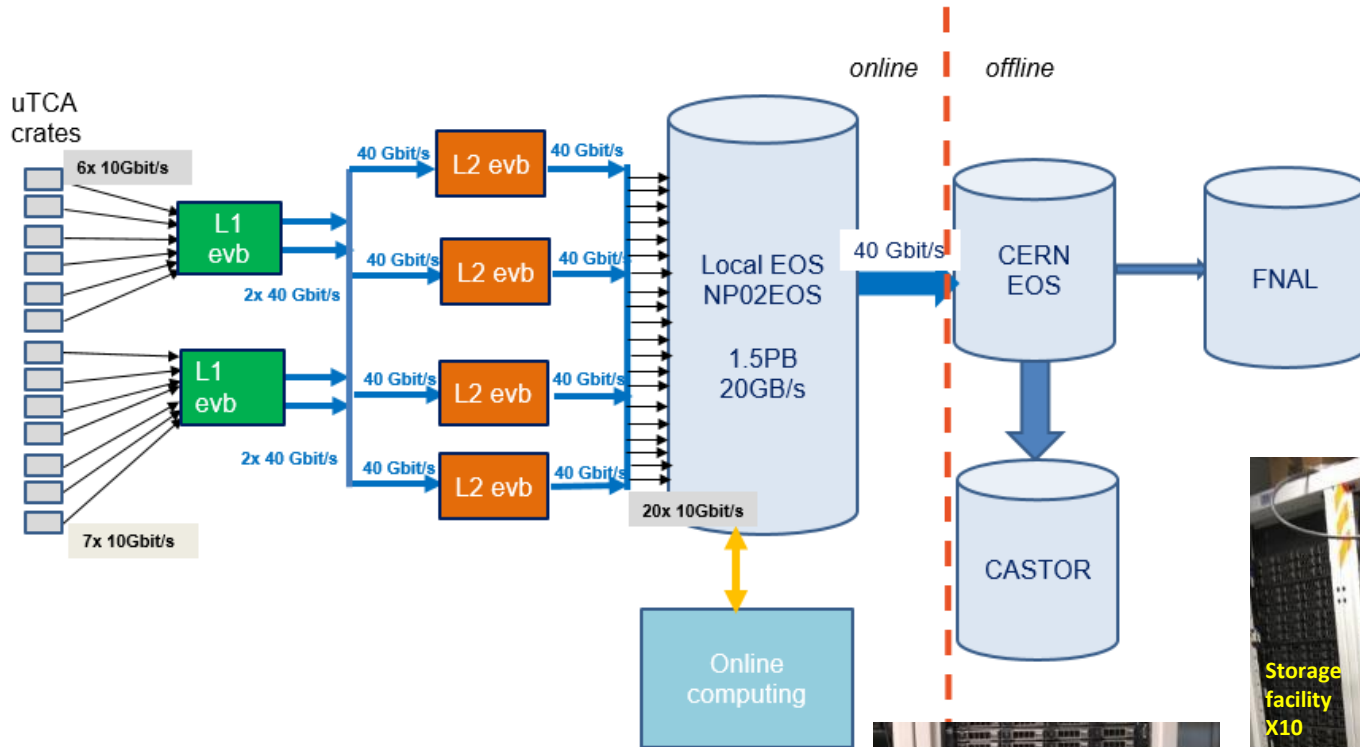 online
offline
uTCA
crates
6x 10Gbit/s
L1
evb
2x 40 Gbit/s
L1
evb
2x 40 Gbit/s
7x 10Gbit/s
40 Gbit/s
L2 evb
40 Gbit/s
40 Gbit/s
L2 evb
40 Gbit/s
40 Gbit/s
L2 evb
40 Gbit/s
40 Gbit/s
L2 evb
40 Gbit/s
20x 10Gbit/s
Local EOS
NP02EOS
1.5PB
20GB/s
40 Gbit/s
CERN
EOS
FNAL
CASTOR
Online
computing
Storage
facility
X10